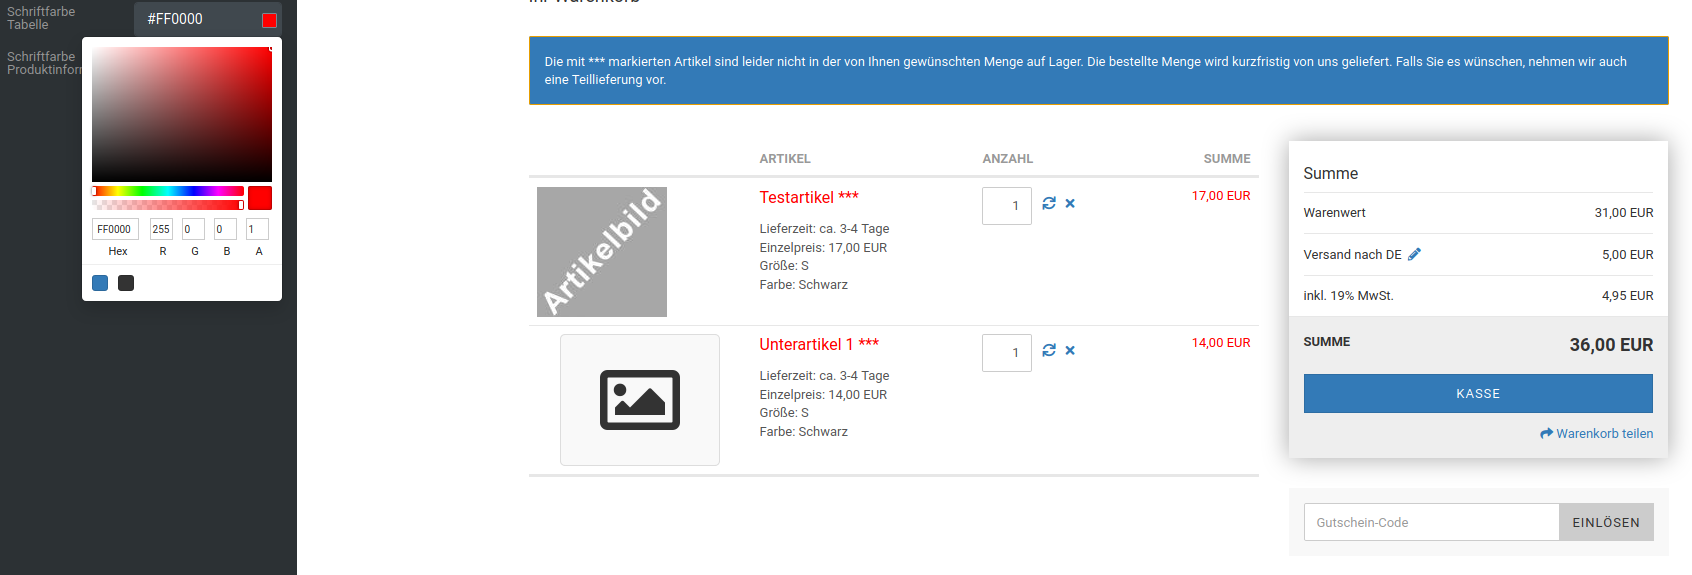 Schriftfarbe
Tabelle
#FF0000
Schriftfarbe
FF0000 255 0 0 1
Hex R G B A
Ihr Warenkorb
Die mit *** markierten Artikel sind leider nicht in der von Ihnen gewünschten Menge auf Lager. Die bestellte Menge wird kurzfristig von uns geliefert. Falls Sie es wünschen, nehmen wir auch
eine Teillieferung vor.
ARTIKEL ANZAHL SUMME
Artikelbild
Testartikel *** 1 17,00 EUR
Lieferzeit: ca. 3-4 Tage
Einzelpreis: 17,00 EUR
Größe: S
Farbe: Schwarz
Unterartikel 1 *** 1 14,00 EUR
Lieferzeit: ca. 3-4 Tage
Einzelpreis: 14,00 EUR
Größe: S
Farbe: Schwarz
Summe
Warenwert 31,00 EUR
Versand nach DE 5,00 EUR
inkl. 19% MwSt. 4,95 EUR
SUMME 36,00 EUR
KASSE
Warenkorb teilen
Gutschein-Code EINLÖSEN